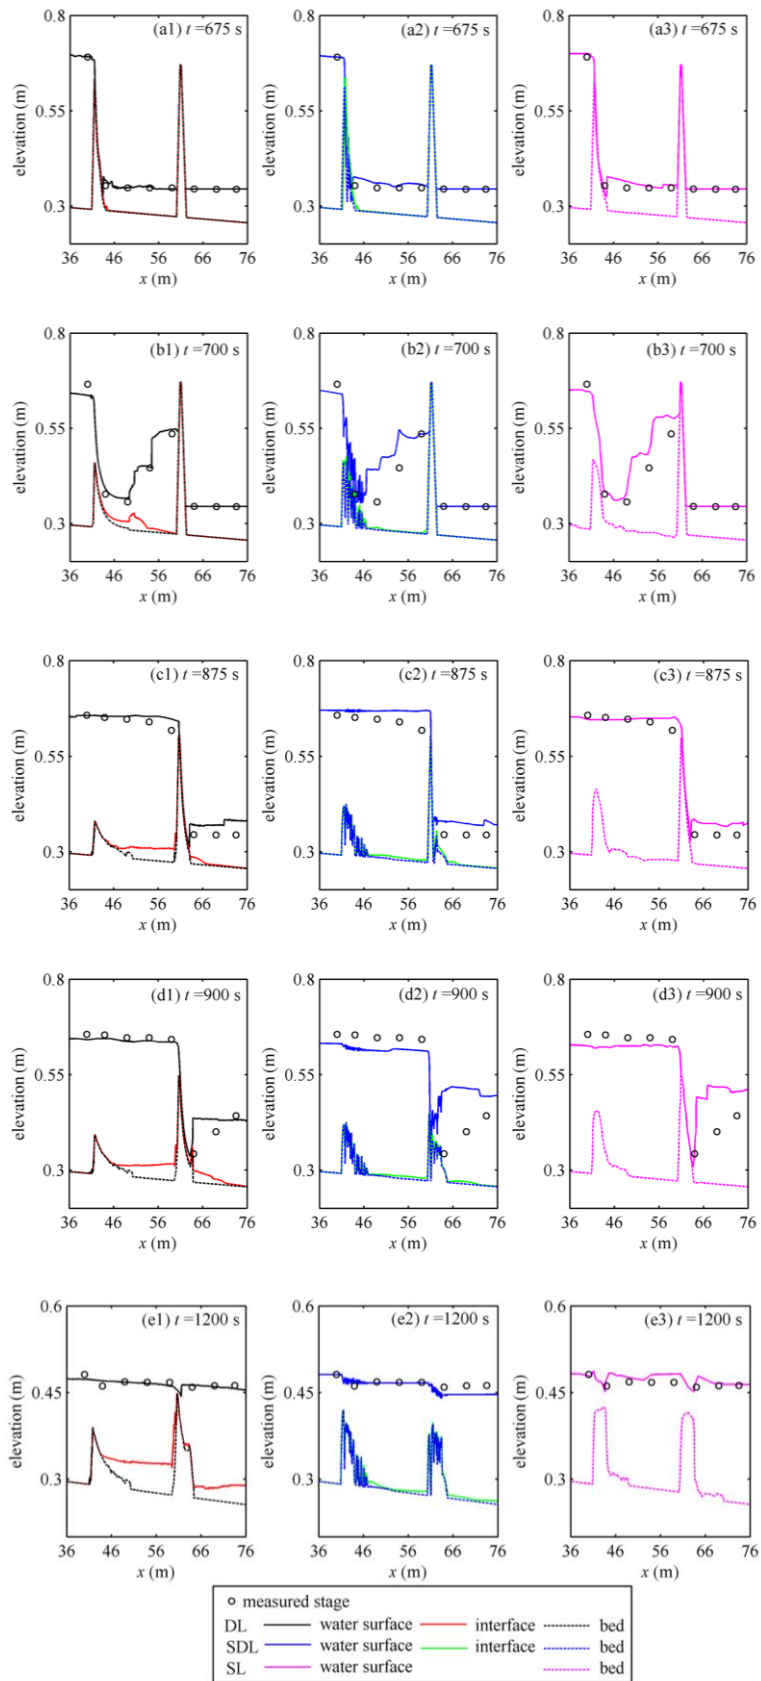 (a1) t =675 s
(a2) t =675 s
(a3) t =675 s
0.8
0.55
0.3
elevation (m)
36 46 56 66 76
x (m)
0.8
0.55
0.3
elevation (m)
36 46 56 66 76
x (m)
0.8
0.55
0.3
elevation (m)
36 46 56 66 76
x (m)
(b1) t =700 s
(b2) t =700 s
(b3) t =700 s
0.8
0.55
0.3
elevation (m)
36 46 56 66 76
x (m)
0.8
0.55
0.3
elevation (m)
36 46 56 66 76
x (m)
0.8
0.55
0.3
elevation (m)
36 46 56 66 76
x (m)
(c1) t =875 s
(c2) t =875 s
(c3) t =875 s
0.8
0.55
0.3
elevation (m)
36 46 56 66 76
x (m)
0.8
0.55
0.3
elevation (m)
36 46 56 66 76
x (m)
0.8
0.55
0.3
elevation (m)
36 46 56 66 76
x (m)
(d1) t =900 s
(d2) t =900 s
(d3) t =900 s
0.8
0.55
0.3
elevation (m)
36 46 56 66 76
x (m)
0.8
0.55
0.3
elevation (m)
36 46 56 66 76
x (m)
0.8
0.55
0.3
elevation (m)
36 46 56 66 76
x (m)
(e1) t =1200 s
(e2) t =1200 s
(e3) t =1200 s
0.6
0.45
0.3
elevation (m)
36 46 56 66 76
x (m)
0.6
0.45
0.3
elevation (m)
36 46 56 66 76
x (m)
0.6
0.45
0.3
elevation (m)
36 46 56 66 76
x (m)
measured stage
DL water surface interface bed
SDL water surface interface bed
SL water surface bed